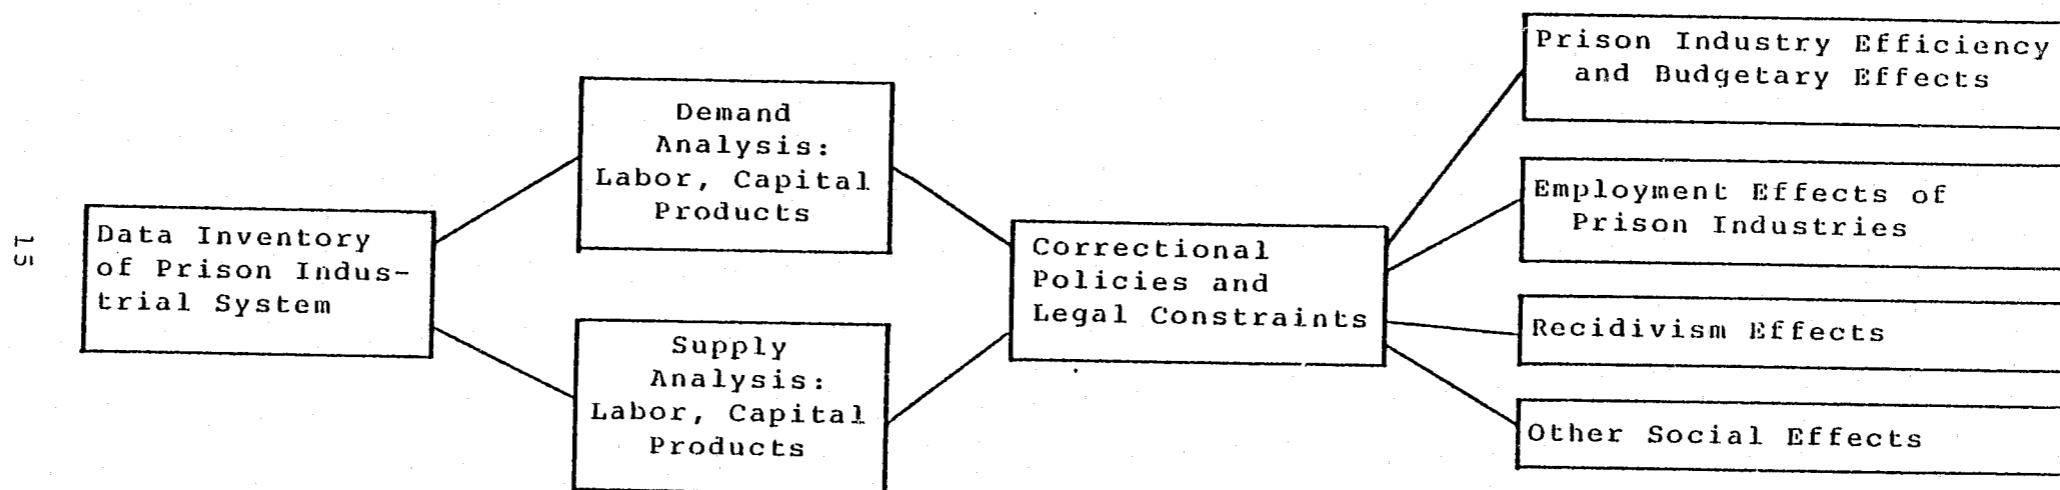 15
Data Inventory
of Prison Indus-
trial System
Demand
Analysis:
Labor, Capital
Products
Supply
Analysis:
Labor, Capital
Products
Correctional
Policies and
Legal Constraints
Prison Industry Efficiency
and Budgetary Effects
Employment Effects of
Prison Industries
Recidivism Effects
Other Social Effects